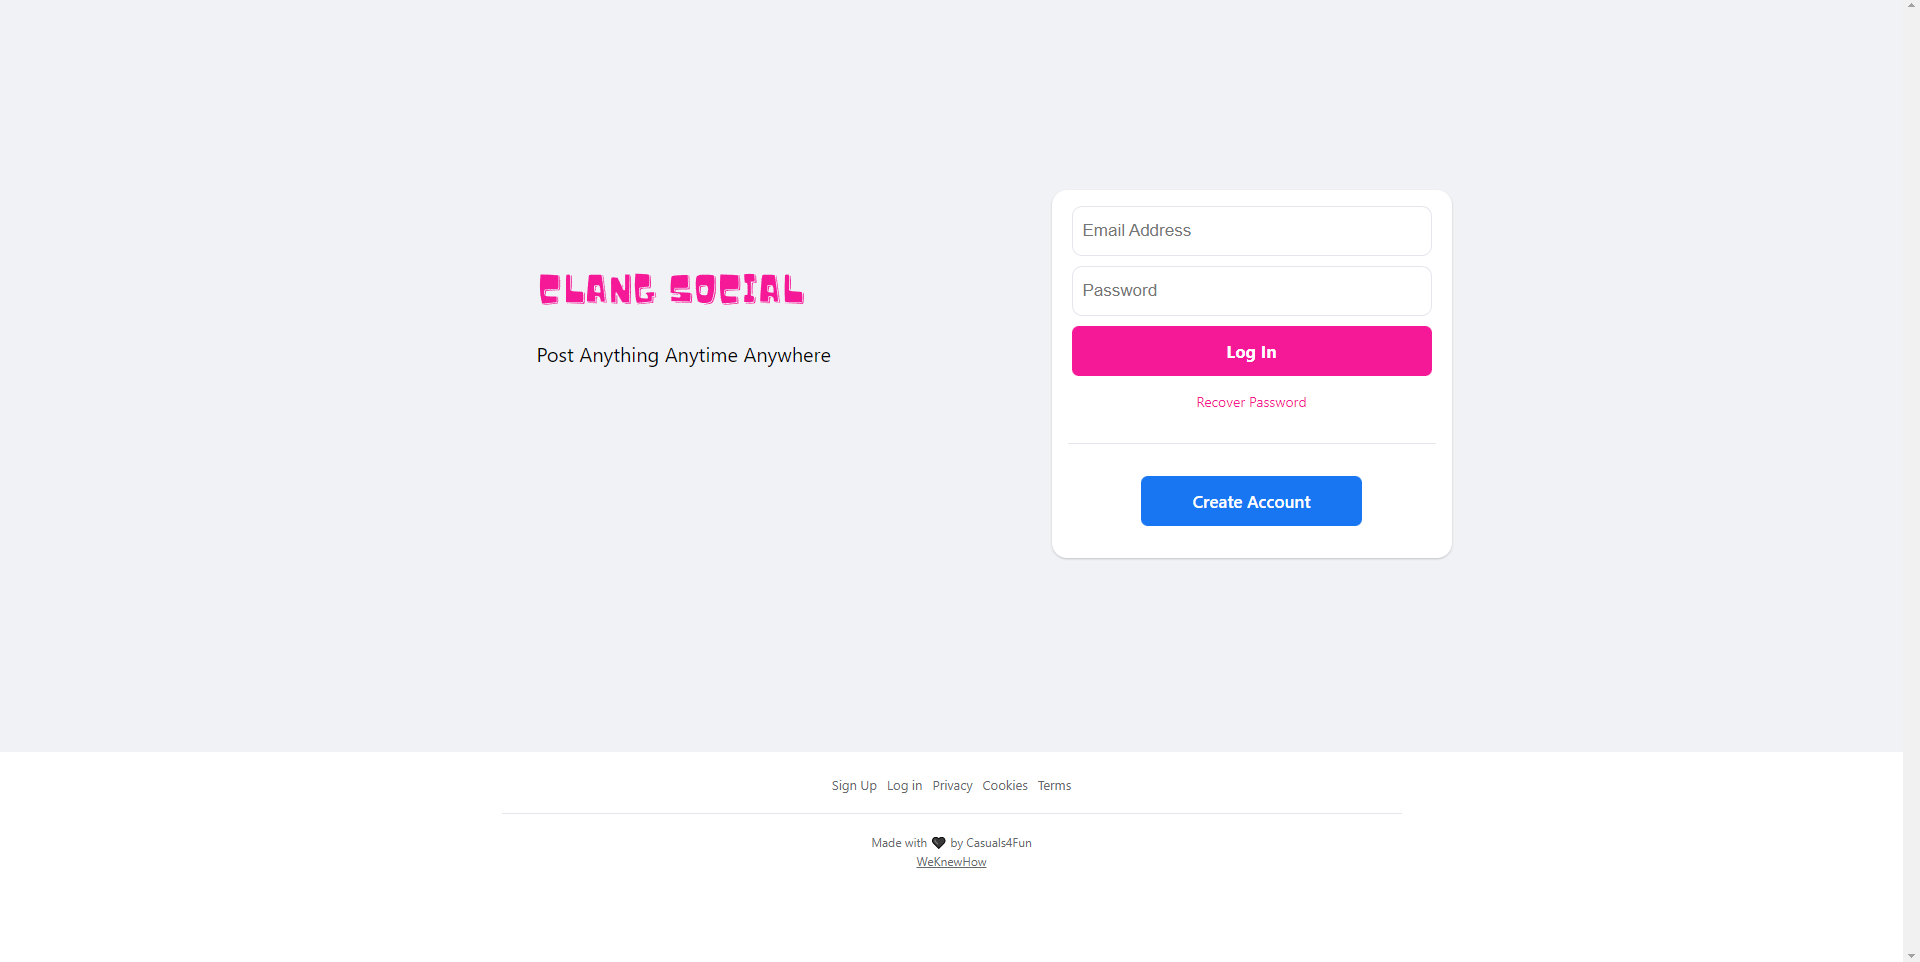 CLANG SOCIAL
Post Anything Anytime Anywhere
Email Address
Password
Log In
Recover Password
Create Account
Sign Up Log in Privacy Cookies Terms
Made with 🖤 by Casuals4Fun
WeKnewHow